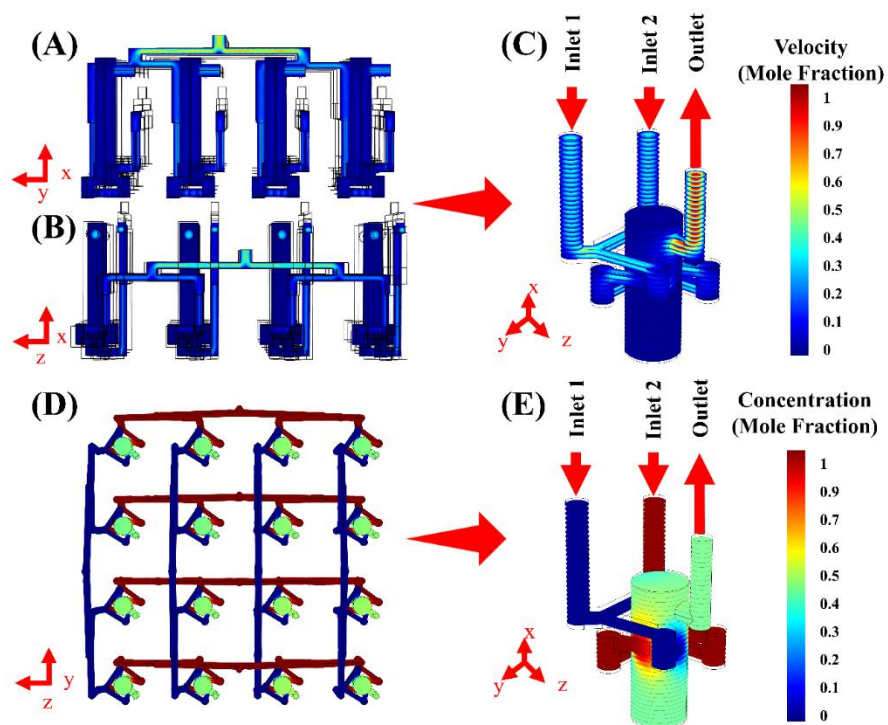 (A)
x
y
(B)
x
z
(C)
Inlet 1
Inlet 2
Outlet
x
y
z
Velocity
(Mole Fraction)
1
0.9
0.8
0.7
0.6
0.5
0.4
0.3
0.2
0.1
0
(D)
y
z
(E)
Inlet 1
Inlet 2
Outlet
x
y
z
Concentration
(Mole Fraction)
1
0.9
0.8
0.7
0.6
0.5
0.4
0.3
0.2
0.1
0